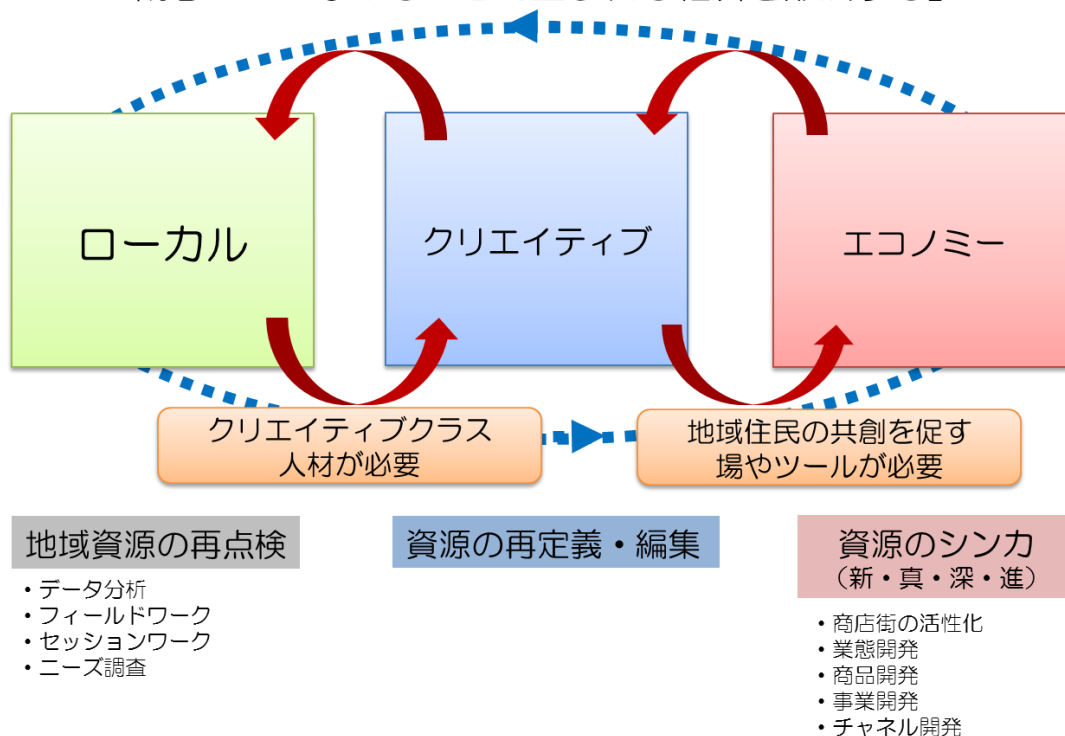 ローカル
クリエイティブ
エコノミー
クリエイティブクラス
人材が必要
地域住民の共創を促す
場やツールが必要
地域資源の再点検
・データ分析
・フィールドワーク
・セッションワーク
・ニーズ調査
資源の再定義・編集
資源のシンカ
(新・真・深・進)
・商店街の活性化
・業態開発
・商品開発
・事業開発
・チャネル開発